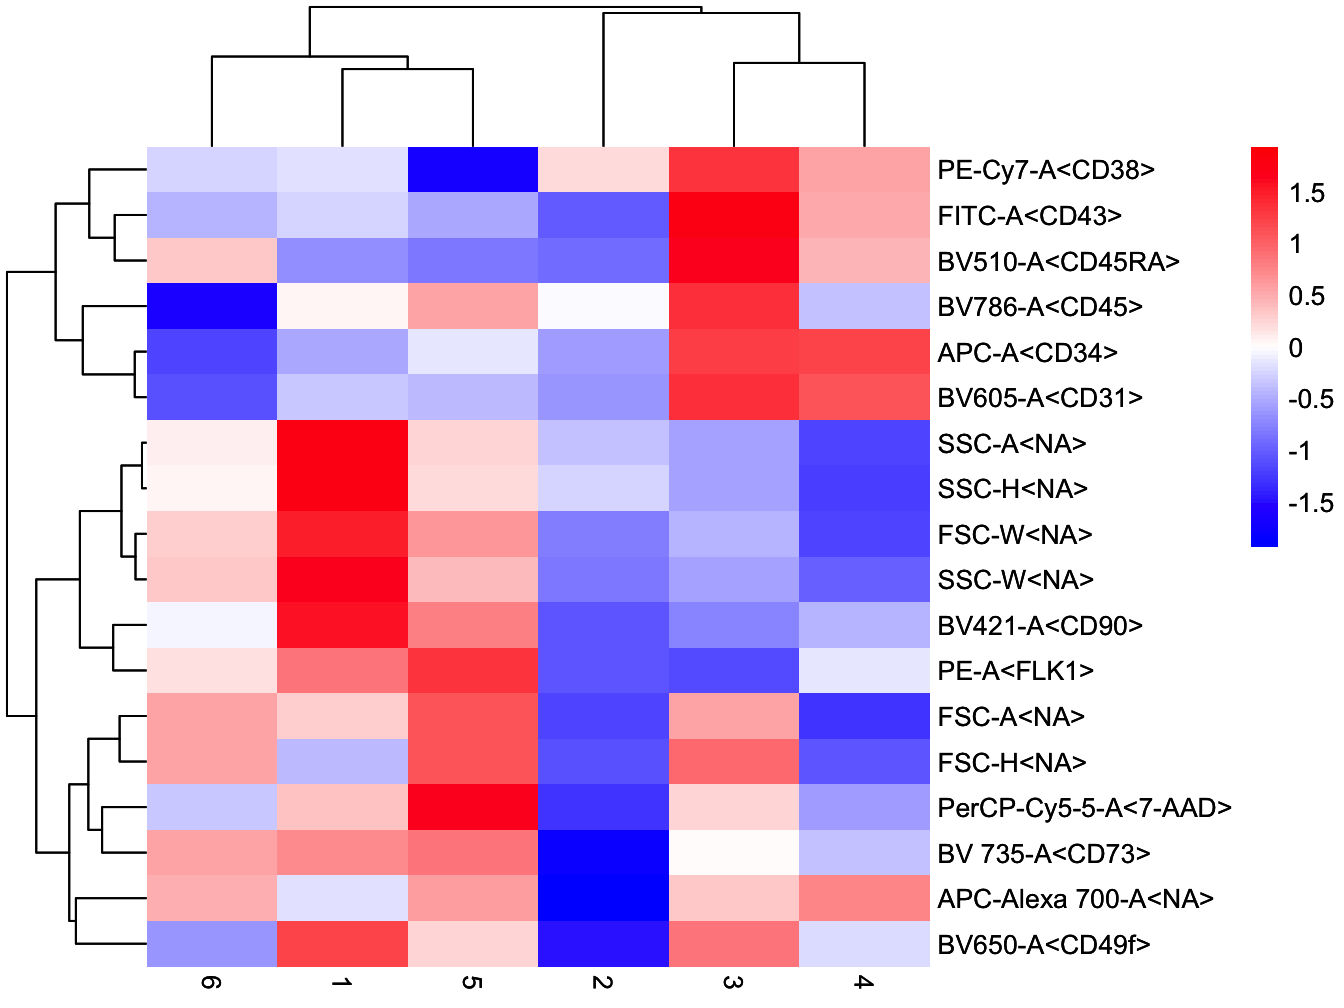 PE-Cy7-A<CD38>
FITC-A<CD43>
BV510-A<CD45RA>
BV786-A<CD45>
APC-A<CD34>
BV605-A<CD31>
SSC-A<NA>
SSC-H<NA>
FSC-W<NA>
SSC-W<NA>
BV421-A<CD90>
PE-A<FLK1>
FSC-A<NA>
FSC-H<NA>
PerCP-Cy5-5-A<7-AAD>
BV 735-A<CD73>
APC-Alexa 700-A<NA>
BV650-A<CD49f>
6 1 5 2 3 4
1.5
1
0.5
0
-0.5
-1
-1.5